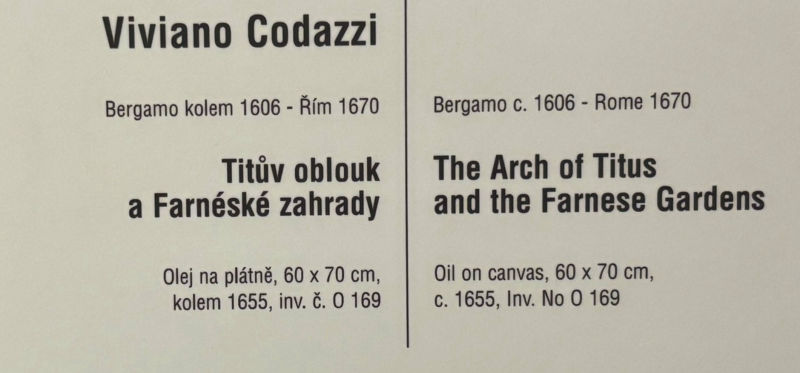 Viviano Codazzi
Bergamo kolem 1606 - Řím 1670
Titův oblouk
a Farnéské zahrady
Olej na plátně, 60 x 70 cm,
kolem 1655, inv. č. O 169
Bergamo c. 1606 - Rome 1670
The Arch of Titus
and the Farnese Gardens
Oil on canvas, 60 x 70 cm,
c. 1655, Inv. No O 169